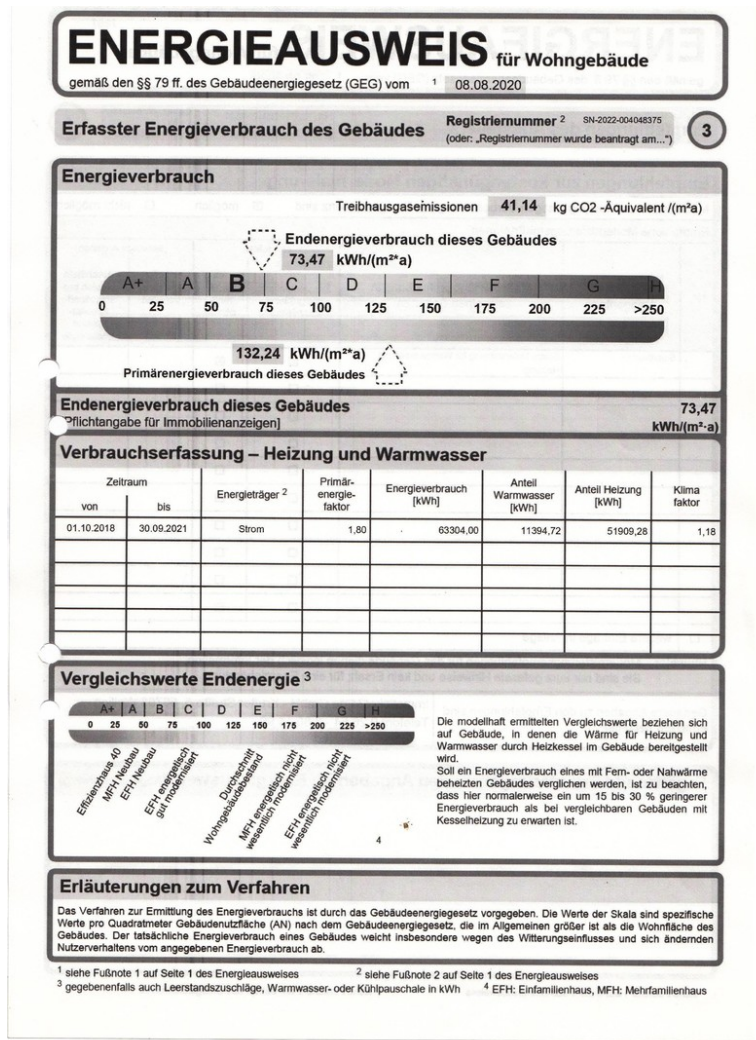 ENERGIEAUSWEIS für Wohngebäude
gemäß den §§ 79 ff. des Gebäudeenergiegesetz (GEG) vom 1 08.08.2020
Erfasster Energieverbrauch des Gebäudes
Registriernummer 2 SN-2022-004048375
(oder: „Registriernummer wurde beantragt am...“)
3
Energieverbrauch
Treibhausgasemissionen 41,14 kg CO2 -Äquivalent /(m²a)
Endenergieverbrauch dieses Gebäudes
73,47 kWh/(m²*a)
A+ A B C D E F G H
0 25 50 75 100 125 150 175 200 225 >250
132,24 kWh/(m²*a)
Primärenergieverbrauch dieses Gebäudes
Endenergieverbrauch dieses Gebäudes 73,47
Pflichtangabe für Immobilienanzeigen] kWh/(m²·a)
Verbrauchserfassung – Heizung und Warmwasser
Zeitraum
von bis
Energieträger 2
Primär-
energie-
faktor
Energieverbrauch
[kWh]
Anteil
Warmwasser
[kWh]
Anteil Heizung
[kWh]
Klima
faktor
01.10.2018 30.09.2021 Strom 1,80 63304,00 11394,72 51909,28 1,18
Vergleichswerte Endenergie 3
A+ A B C D E F G H
0 25 50 75 100 125 150 175 200 225 >250
Effizienzhaus 40
MFH Neubau
EFH Neubau
EFH energetisch
gut modernisiert
Durchschnitt
Wohngebäudebestand
MFH energetisch nicht
wesentlich modernisiert
EFH energetisch nicht
wesentlich modernisiert
4
Die modellhaft ermittelten Vergleichswerte beziehen sich
auf Gebäude, in denen die Wärme für Heizung und
Warmwasser durch Heizkessel im Gebäude bereitgestellt
wird.
Soll ein Energieverbrauch eines mit Fern- oder Nahwärme
beheizten Gebäudes verglichen werden, ist zu beachten,
dass hier normalerweise ein um 15 bis 30 % geringerer
Energieverbrauch als bei vergleichbaren Gebäuden mit
Kesselheizung zu erwarten ist.
Erläuterungen zum Verfahren
Das Verfahren zur Ermittlung des Energieverbrauchs ist durch das Gebäudeenergiegesetz vorgegeben. Die Werte der Skala sind spezifische
Werte pro Quadratmeter Gebäudenutzfläche (AN) nach dem Gebäudeenergiegesetz, die im Allgemeinen größer ist als die Wohnfläche des
Gebäudes. Der tatsächliche Energieverbrauch eines Gebäudes weicht insbesondere wegen des Witterungseinflusses und sich ändernden
Nutzerverhaltens vom angegebenen Energieverbrauch ab.
1 siehe Fußnote 1 auf Seite 1 des Energieausweises 2 siehe Fußnote 2 auf Seite 1 des Energieausweises
3 gegebenenfalls auch Leerstandszuschläge, Warmwasser- oder Kühlpauschale in kWh 4 EFH: Einfamilienhaus, MFH: Mehrfamilienhaus